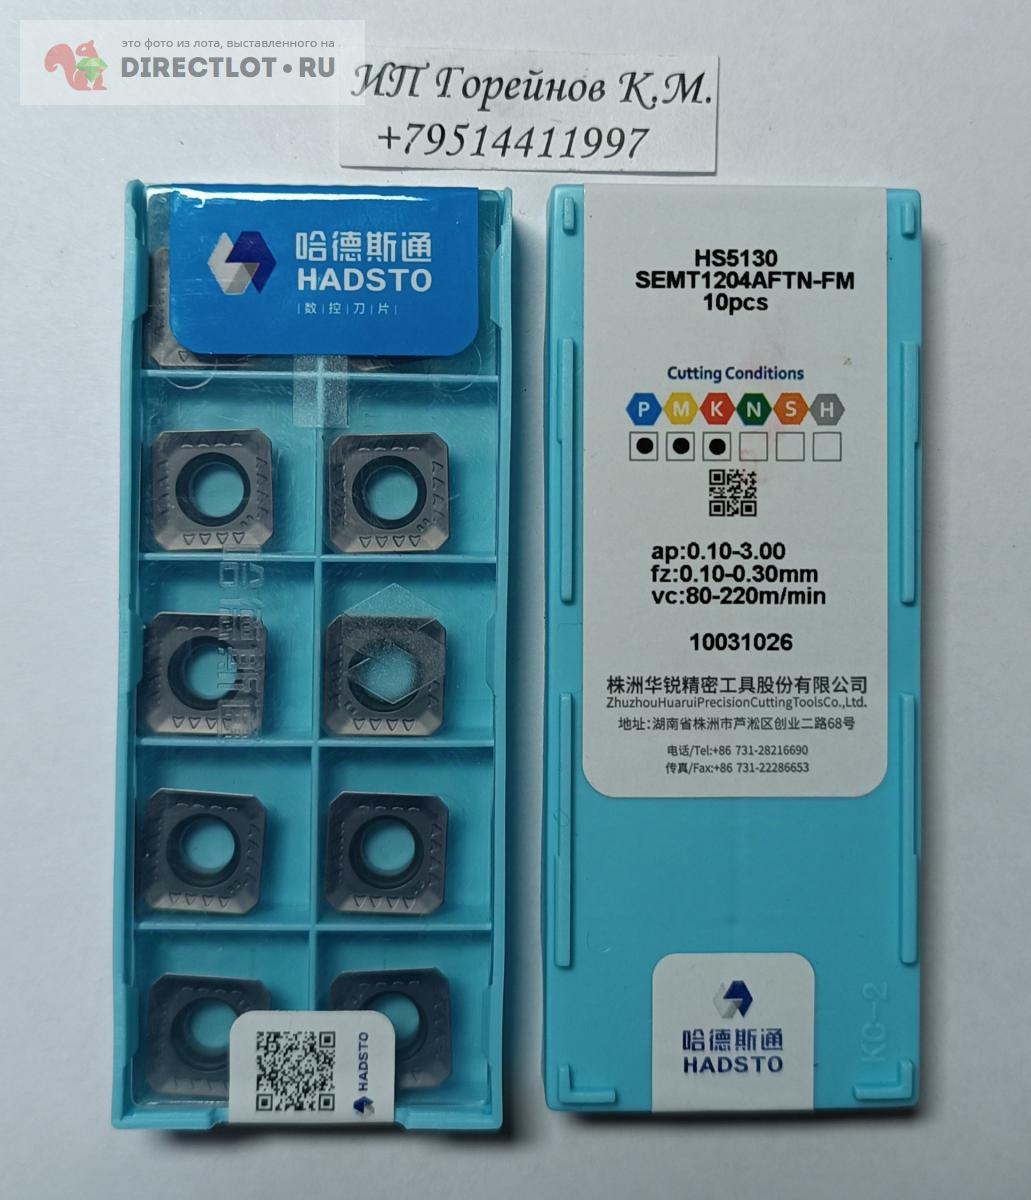 это фото из лота, выставленного на
DIRECTLOT•RU
ИП Горейнов К.М.
+79514411997
哈德斯通
HADSTO
|数|控|刀|片|
哈德斯通
HADSTO
HS5130
SEMT1204AFTN-FM
10pcs
Cutting Conditions
P M K N S H
ap:0.10-3.00
fz:0.10-0.30mm
vc:80-220m/min
10031026
株洲华锐精密工具股份有限公司
ZhuzhouHuaruiPrecisionCuttingToolsCo.,Ltd.
地址:湖南省株洲市芦淞区创业二路68号
电话/Tel:+86 731-28216690
传真/Fax:+86 731-22286653
KC-2
哈德斯通
HADSTO